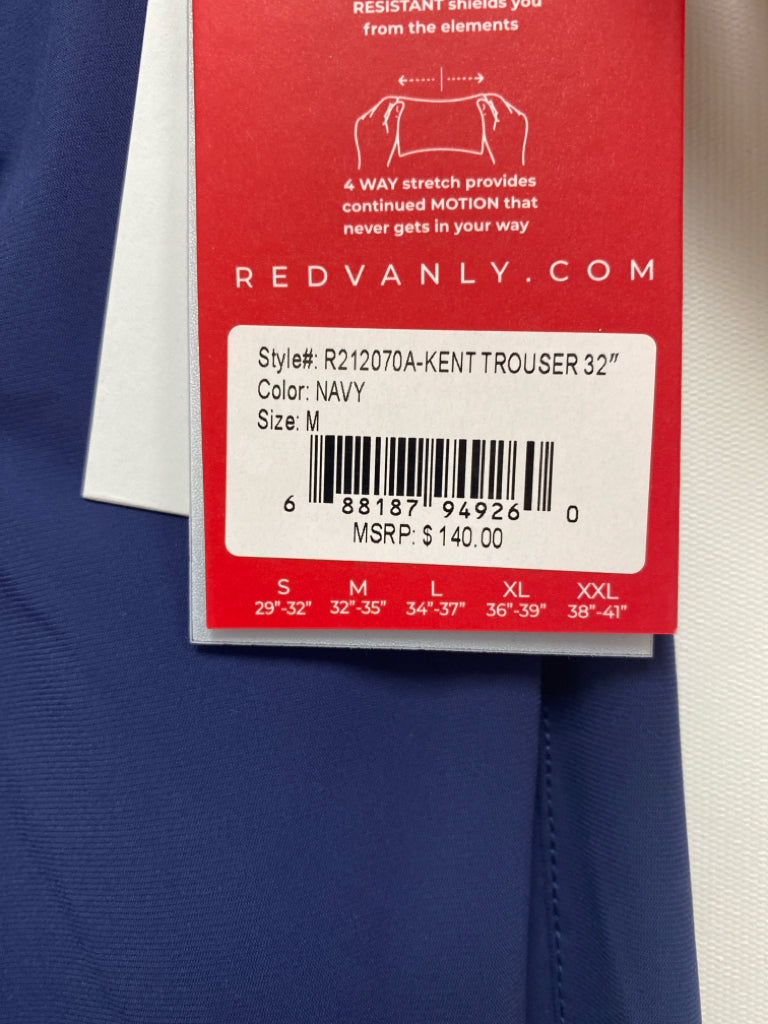 RESISTANT shields you
from the elements
4 WAY stretch provides
continued MOTION that
never gets in your way
REDVANLY.COM
Style#: R212070A-KENT TROUSER 32"
Color: NAVY
Size: M
6 88187 94926 0
MSRP: $ 140.00
S M L XL XXL
29"-32" 32"-35" 34"-37" 36"-39" 38"-41"